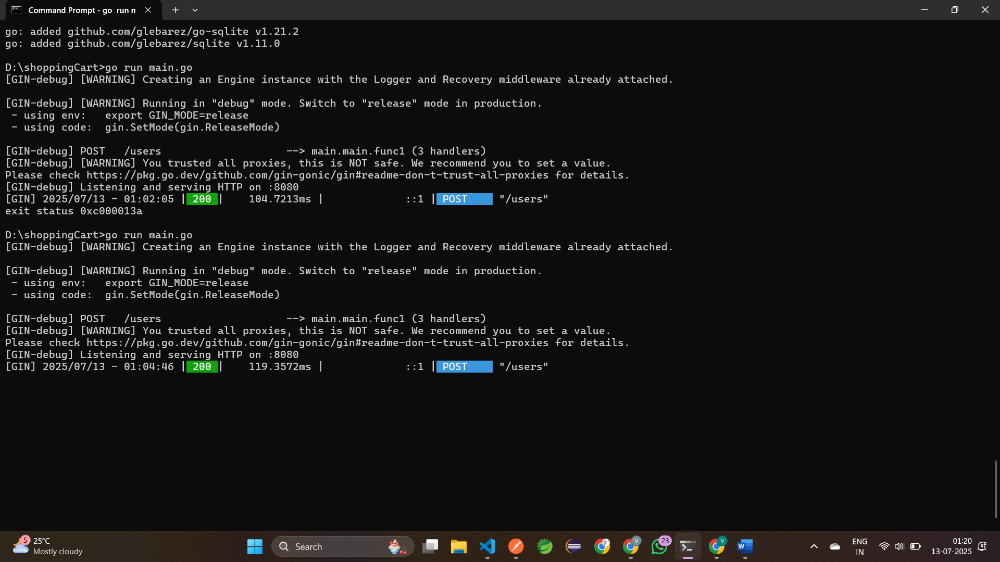 Command Prompt - go  run m
go: added github.com/glebarez/go-sqlite v1.21.2
go: added github.com/glebarez/sqlite v1.11.0
D:\shoppingCart>go run main.go
[GIN-debug] [WARNING] Creating an Engine instance with the Logger and Recovery middleware already attached.
[GIN-debug] [WARNING] Running in "debug" mode. Switch to "release" mode in production.
 - using env:   export GIN_MODE=release
 - using code:  gin.SetMode(gin.ReleaseMode)
[GIN-debug] POST   /users                    --> main.main.func1 (3 handlers)
[GIN-debug] [WARNING] You trusted all proxies, this is NOT safe. We recommend you to set a value.
Please check https://pkg.go.dev/github.com/gin-gonic/gin#readme-don-t-trust-all-proxies for details.
[GIN-debug] Listening and serving HTTP on :8080
[GIN] 2025/07/13 - 01:02:05 | 200 |    104.7213ms |             ::1 | POST     "/users"
exit status 0xc000013a
D:\shoppingCart>go run main.go
[GIN-debug] [WARNING] Creating an Engine instance with the Logger and Recovery middleware already attached.
[GIN-debug] [WARNING] Running in "debug" mode. Switch to "release" mode in production.
 - using env:   export GIN_MODE=release
 - using code:  gin.SetMode(gin.ReleaseMode)
[GIN-debug] POST   /users                    --> main.main.func1 (3 handlers)
[GIN-debug] [WARNING] You trusted all proxies, this is NOT safe. We recommend you to set a value.
Please check https://pkg.go.dev/github.com/gin-gonic/gin#readme-don-t-trust-all-proxies for details.
[GIN-debug] Listening and serving HTTP on :8080
[GIN] 2025/07/13 - 01:04:46 | 200 |    119.3572ms |             ::1 | POST     "/users"
5
25°C
Mostly cloudy
Search
V
23
V
W
ENG
IN
01:20
13-07-2025